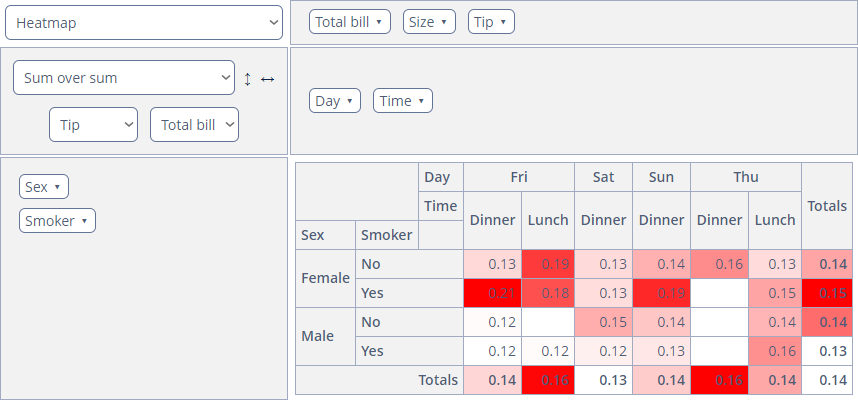 Heatmap
Total bill ▾ Size ▾ Tip ▾
Sum over sum ↕ ↔
Tip Total bill
Day ▾ Time ▾
Sex ▾
Smoker ▾
Day Fri Sat Sun Thu Totals
Time Dinner Lunch Dinner Dinner Dinner Lunch
Sex Smoker
Female No 0.13 0.19 0.13 0.14 0.16 0.13 0.14
Yes 0.21 0.18 0.13 0.19 0.15 0.15
Male No 0.12 0.15 0.14 0.14 0.14
Yes 0.12 0.12 0.12 0.13 0.16 0.13
Totals 0.14 0.16 0.13 0.14 0.16 0.14 0.14